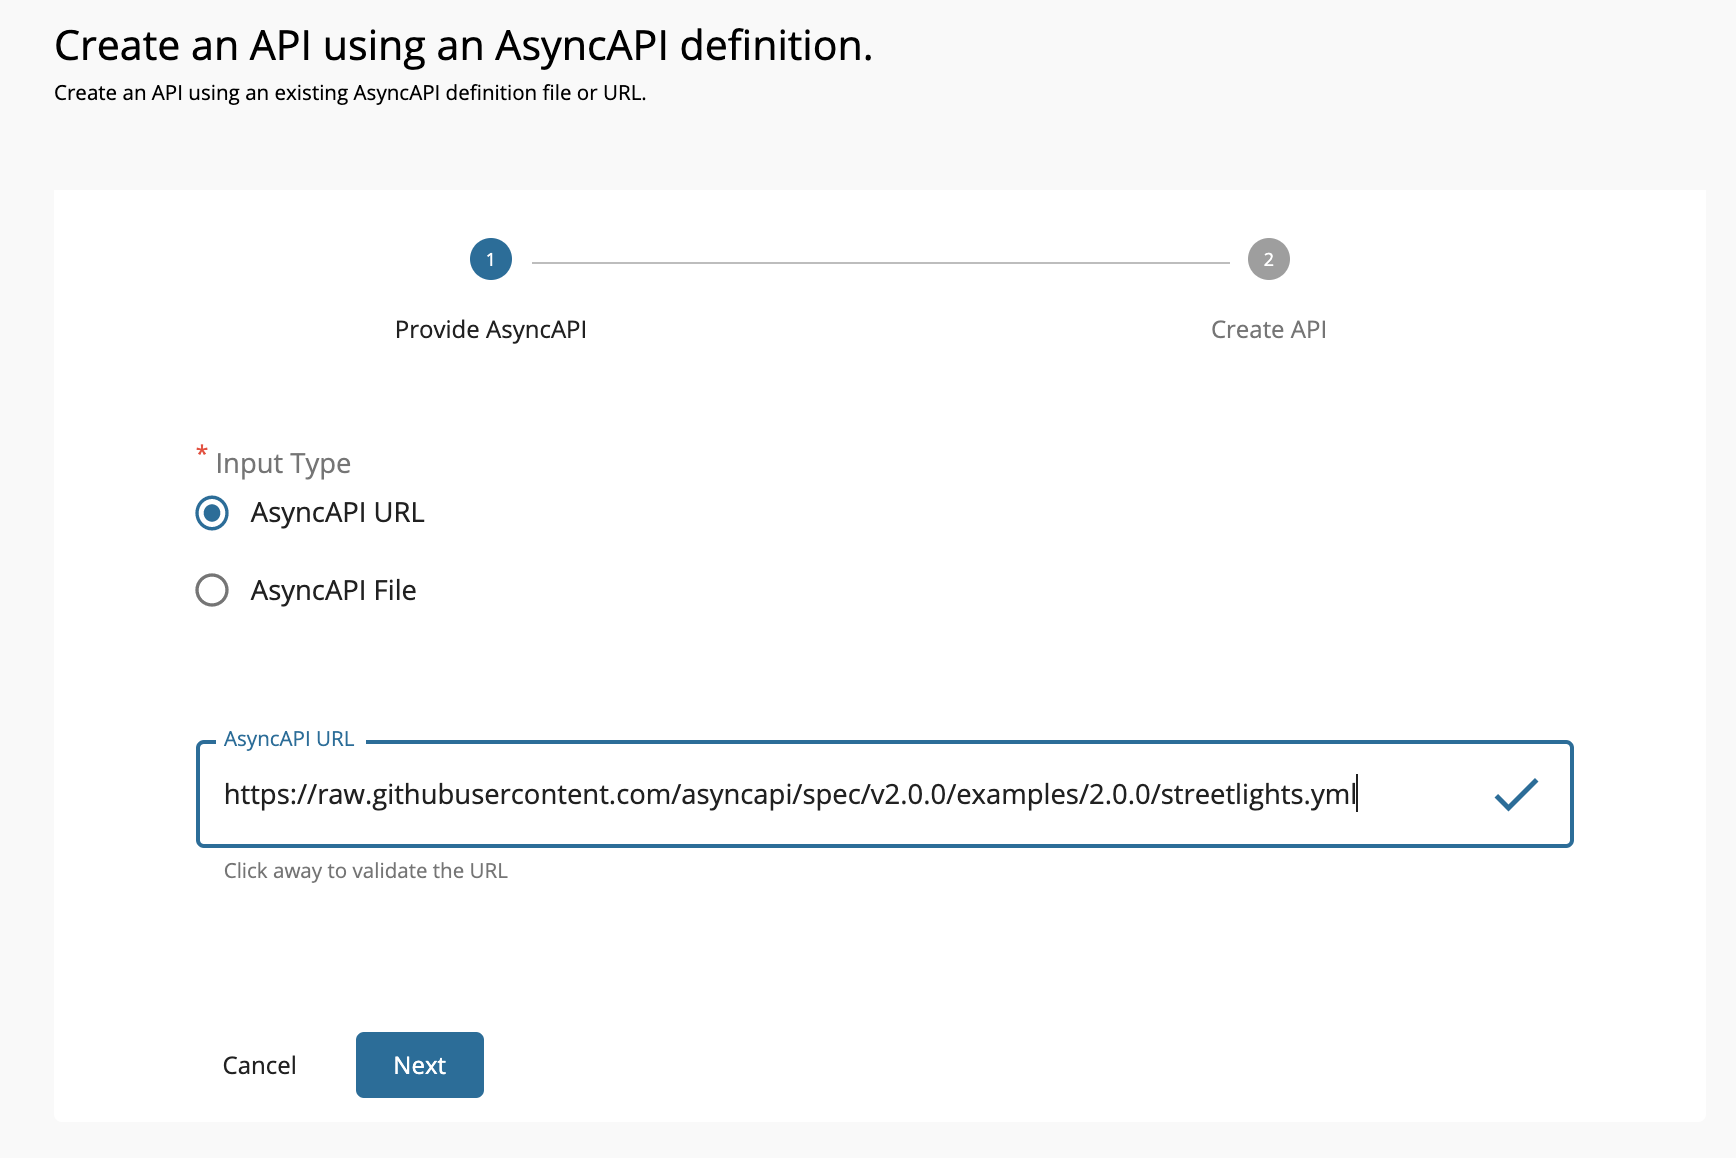 Create an API using an AsyncAPI definition.
Create an API using an existing AsyncAPI definition file or URL.
1
2
Provide AsyncAPI
Create API
* Input Type
AsyncAPI URL
AsyncAPI File
AsyncAPI URL
https://raw.githubusercontent.com/asyncapi/spec/v2.0.0/examples/2.0.0/streetlights.yml
Click away to validate the URL
Cancel
Next